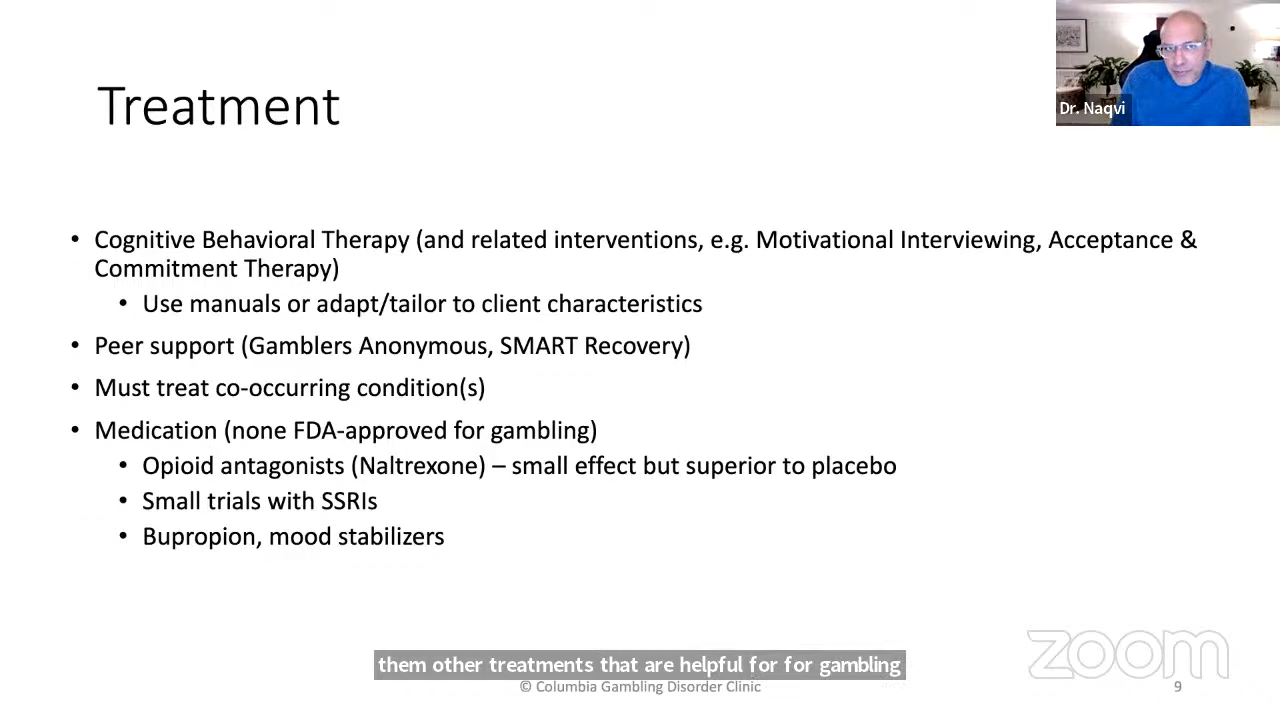 Treatment
Dr. Naqvi
• Cognitive Behavioral Therapy (and related interventions, e.g. Motivational Interviewing, Acceptance &
Commitment Therapy)
• Use manuals or adapt/tailor to client characteristics
• Peer support (Gamblers Anonymous, SMART Recovery)
• Must treat co-occurring condition(s)
• Medication (none FDA-approved for gambling)
• Opioid antagonists (Naltrexone) – small effect but superior to placebo
• Small trials with SSRIs
• Bupropion, mood stabilizers
zoom
them other treatments that are helpful for for gambling
© Columbia Gambling Disorder Clinic
9